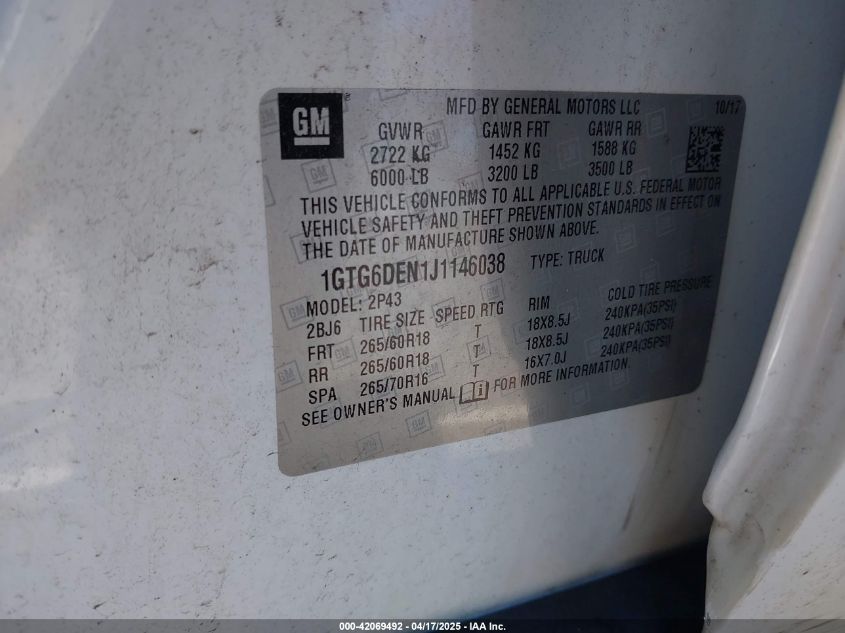 GM
MFD BY GENERAL MOTORS LLC 10/17
GVWR GAWR FRT GAWR RR
2722 KG 1452 KG 1588 KG
6000 LB 3200 LB 3500 LB
THIS VEHICLE CONFORMS TO ALL APPLICABLE U.S. FEDERAL MOTOR
VEHICLE SAFETY AND THEFT PREVENTION STANDARDS IN EFFECT ON
THE DATE OF MANUFACTURE SHOWN ABOVE.
1GTG6DEN1J1146038 TYPE: TRUCK
MODEL: 2P43
2BJ6 TIRE SIZE SPEED RTG RIM COLD TIRE PRESSURE
FRT 265/60R18 T 18X8.5J 240KPA(35PSI)
RR 265/60R18 T 18X8.5J 240KPA(35PSI)
SPA 265/70R16 T 16X7.0J 240KPA(35PSI)
SEE OWNER'S MANUAL FOR MORE INFORMATION.
000-42069492 - 04/17/2025 - IAA Inc.